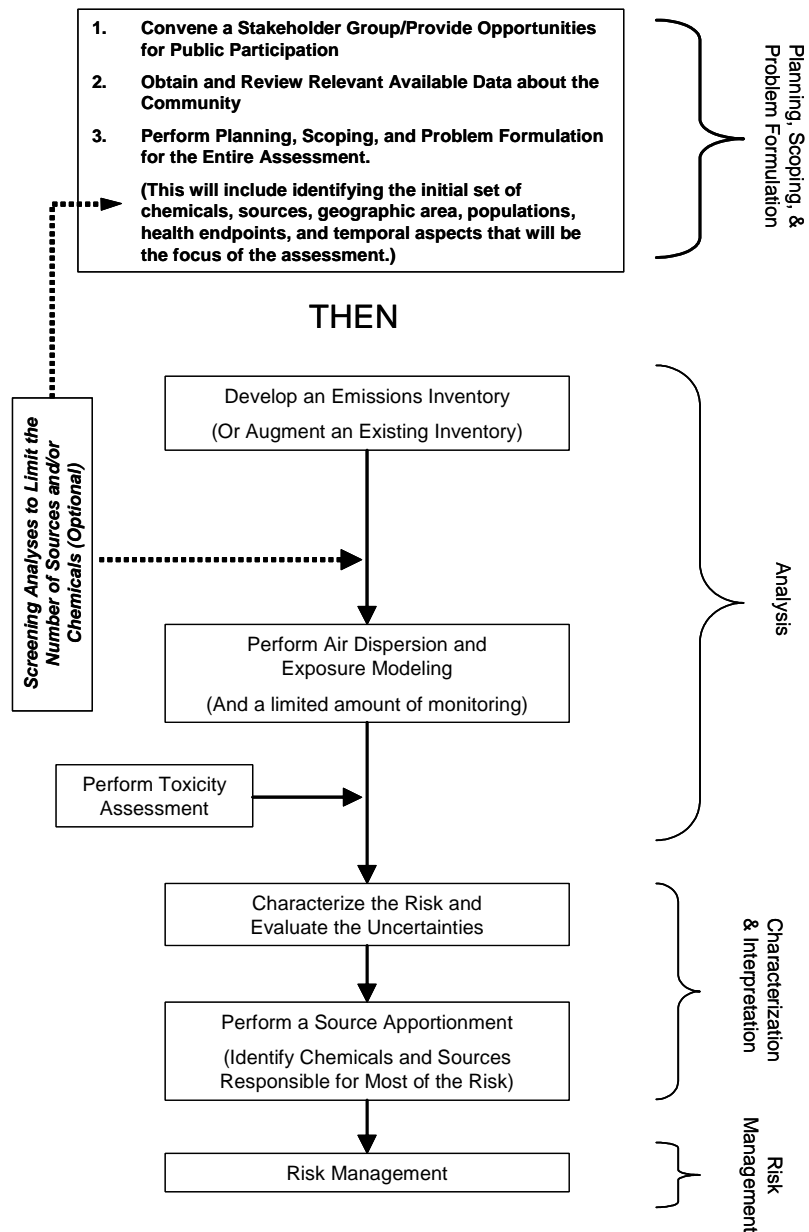 1. Convene a Stakeholder Group/Provide Opportunities
for Public Participation
2. Obtain and Review Relevant Available Data about the
Community
3. Perform Planning, Scoping, and Problem Formulation
for the Entire Assessment.
(This will include identifying the initial set of
chemicals, sources, geographic area, populations,
health endpoints, and temporal aspects that will be
the focus of the assessment.)
Planning, Scoping, &
Problem Formulation
THEN
Develop an Emissions Inventory
(Or Augment an Existing Inventory)
Screening Analyses to Limit the
Number of Sources and/or
Chemicals (Optional)
Perform Air Dispersion and
Exposure Modeling
(And a limited amount of monitoring)
Analysis
Perform Toxicity
Assessment
Characterize the Risk and
Evaluate the Uncertainties
Perform a Source Apportionment
(Identify Chemicals and Sources
Responsible for Most of the Risk)
Characterization
& Interpretation
Risk Management
Risk
Management